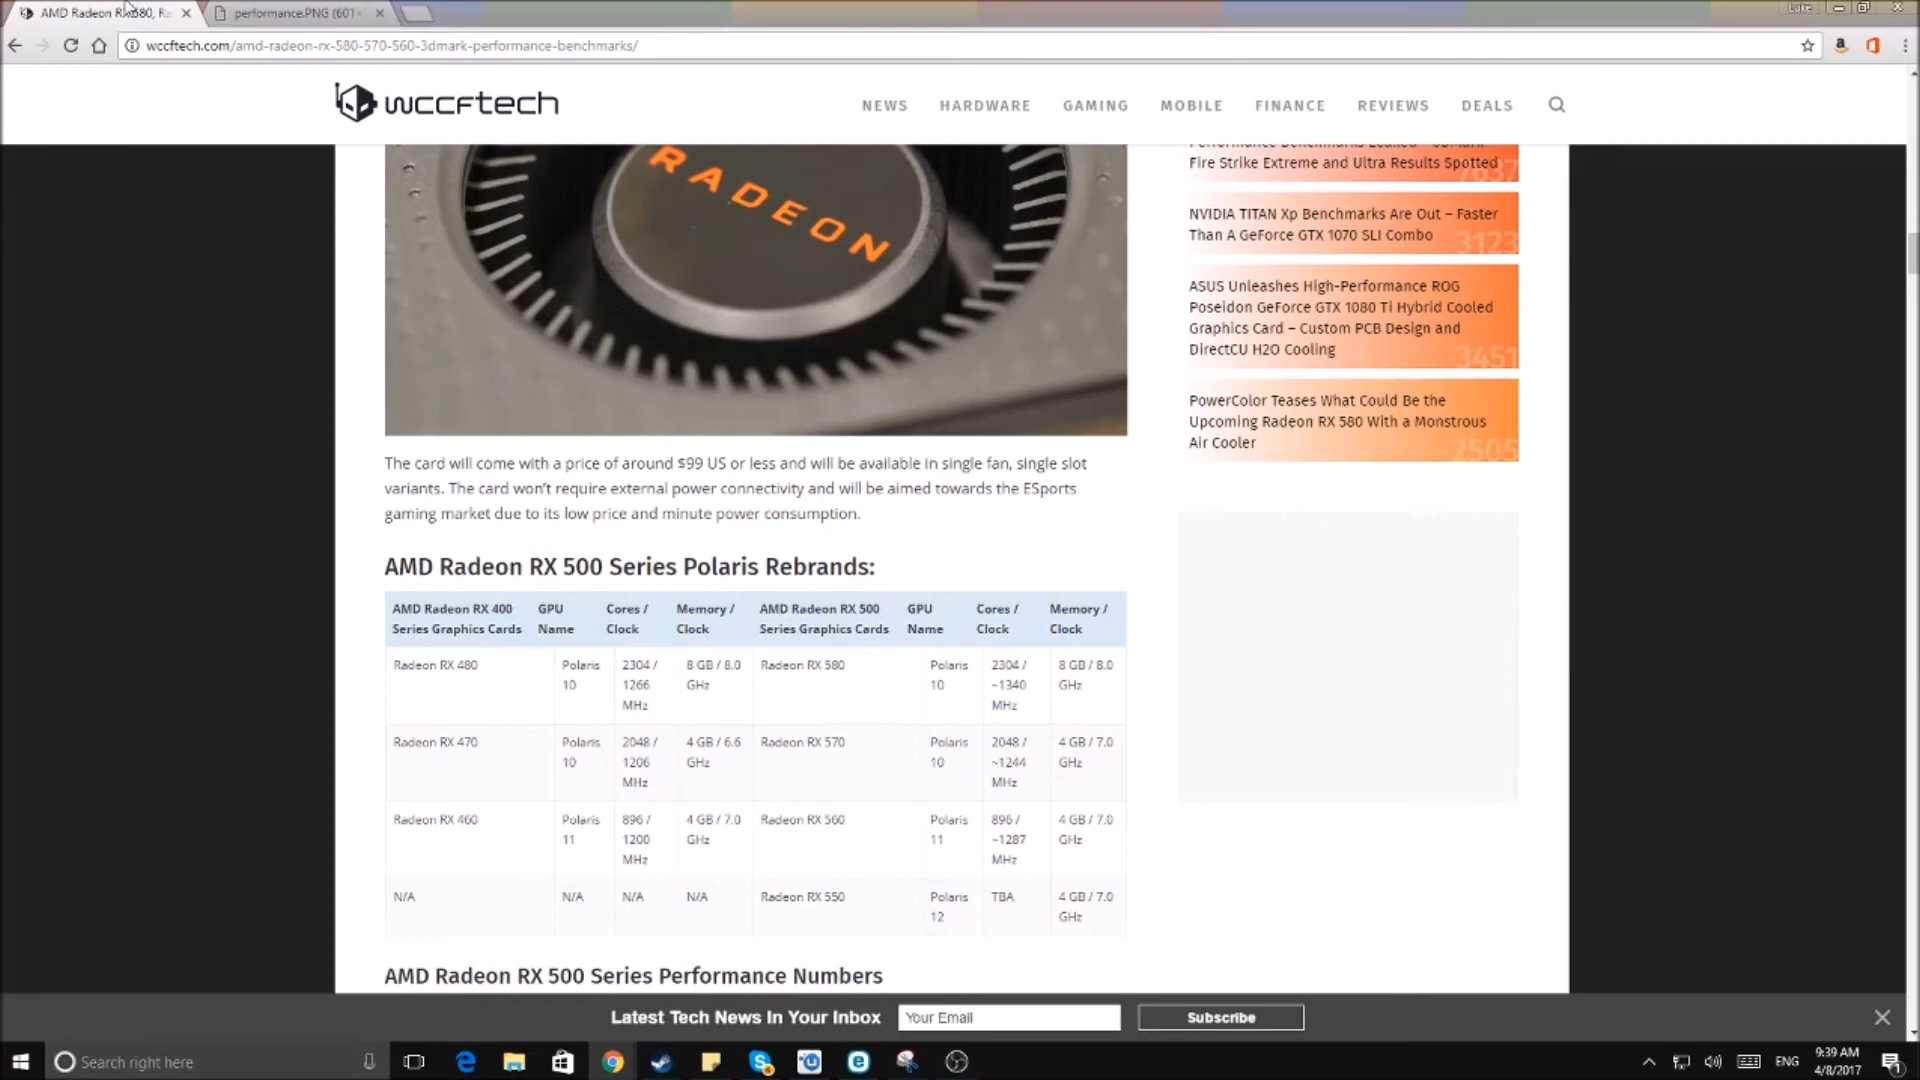 AMD Radeon RX 580, Ra
performance.PNG (601×
Luke
wccftech.com/amd-radeon-rx-580-570-560-3dmark-performance-benchmarks/
wccftech
NEWS HARDWARE GAMING MOBILE FINANCE REVIEWS DEALS
RADEON
Performance Benchmarks Leaked – 3DMark
Fire Strike Extreme and Ultra Results Spotted
7637
NVIDIA TITAN Xp Benchmarks Are Out – Faster
Than A GeForce GTX 1070 SLI Combo
3123
ASUS Unleashes High-Performance ROG
Poseidon GeForce GTX 1080 Ti Hybrid Cooled
Graphics Card – Custom PCB Design and
DirectCU H2O Cooling
3451
PowerColor Teases What Could Be the
Upcoming Radeon RX 580 With a Monstrous
Air Cooler
2505
The card will come with a price of around $99 US or less and will be available in single fan, single slot
variants. The card won't require external power connectivity and will be aimed towards the ESports
gaming market due to its low price and minute power consumption.
AMD Radeon RX 500 Series Polaris Rebrands:
AMD Radeon RX 400 GPU Cores / Memory / AMD Radeon RX 500 GPU Cores / Memory /
Series Graphics Cards Name Clock Clock Series Graphics Cards Name Clock Clock
Radeon RX 480 Polaris 2304 / 8 GB / 8.0 Radeon RX 580 Polaris 2304 / 8 GB / 8.0
10 1266 GHz 10 ~1340 GHz
MHz MHz
Radeon RX 470 Polaris 2048 / 4 GB / 6.6 Radeon RX 570 Polaris 2048 / 4 GB / 7.0
10 1206 GHz 10 ~1244 GHz
MHz MHz
Radeon RX 460 Polaris 896 / 4 GB / 7.0 Radeon RX 560 Polaris 896 / 4 GB / 7.0
11 1200 GHz 11 ~1287 GHz
MHz MHz
N/A N/A N/A N/A Radeon RX 550 Polaris TBA 4 GB / 7.0
12 GHz
AMD Radeon RX 500 Series Performance Numbers
Latest Tech News In Your Inbox Your Email Subscribe
Search right here
ENG
9:39 AM
4/8/2017